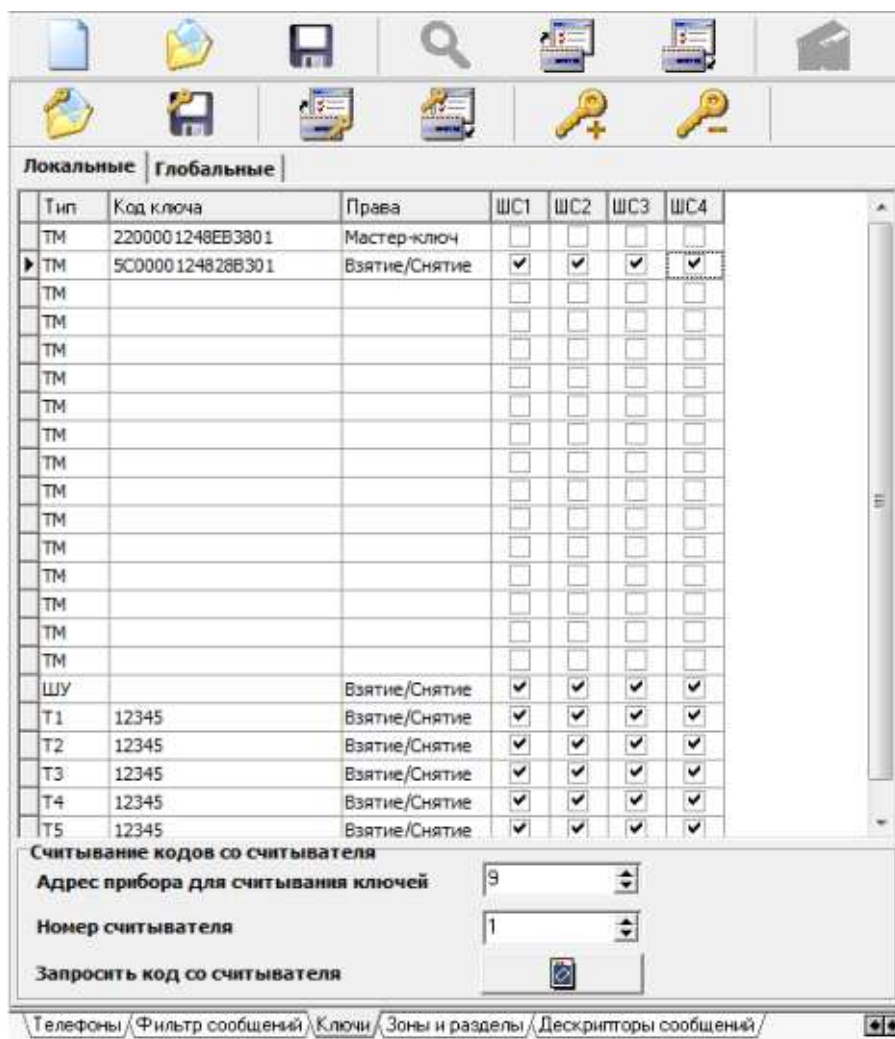 Локальные Глобальные
Тип Код ключа Права ШС1 ШС2 ШС3 ШС4
ТМ 2200001248EB3801 Мастер-ключ
ТМ 5C0000124828B301 Взятие/Снятие
ТМ
ТМ
ТМ
ТМ
ТМ
ТМ
ТМ
ТМ
ТМ
ТМ
ТМ
ТМ
ТМ
ТМ
ШУ Взятие/Снятие
Т1 12345 Взятие/Снятие
Т2 12345 Взятие/Снятие
Т3 12345 Взятие/Снятие
Т4 12345 Взятие/Снятие
Т5 12345 Взятие/Снятие
Считывание кодов со считывателя
Адрес прибора для считывания ключей 9
Номер считывателя 1
Запросить код со считывателя
Телефоны Фильтр сообщений Ключи Зоны и разделы Дескрипторы сообщений